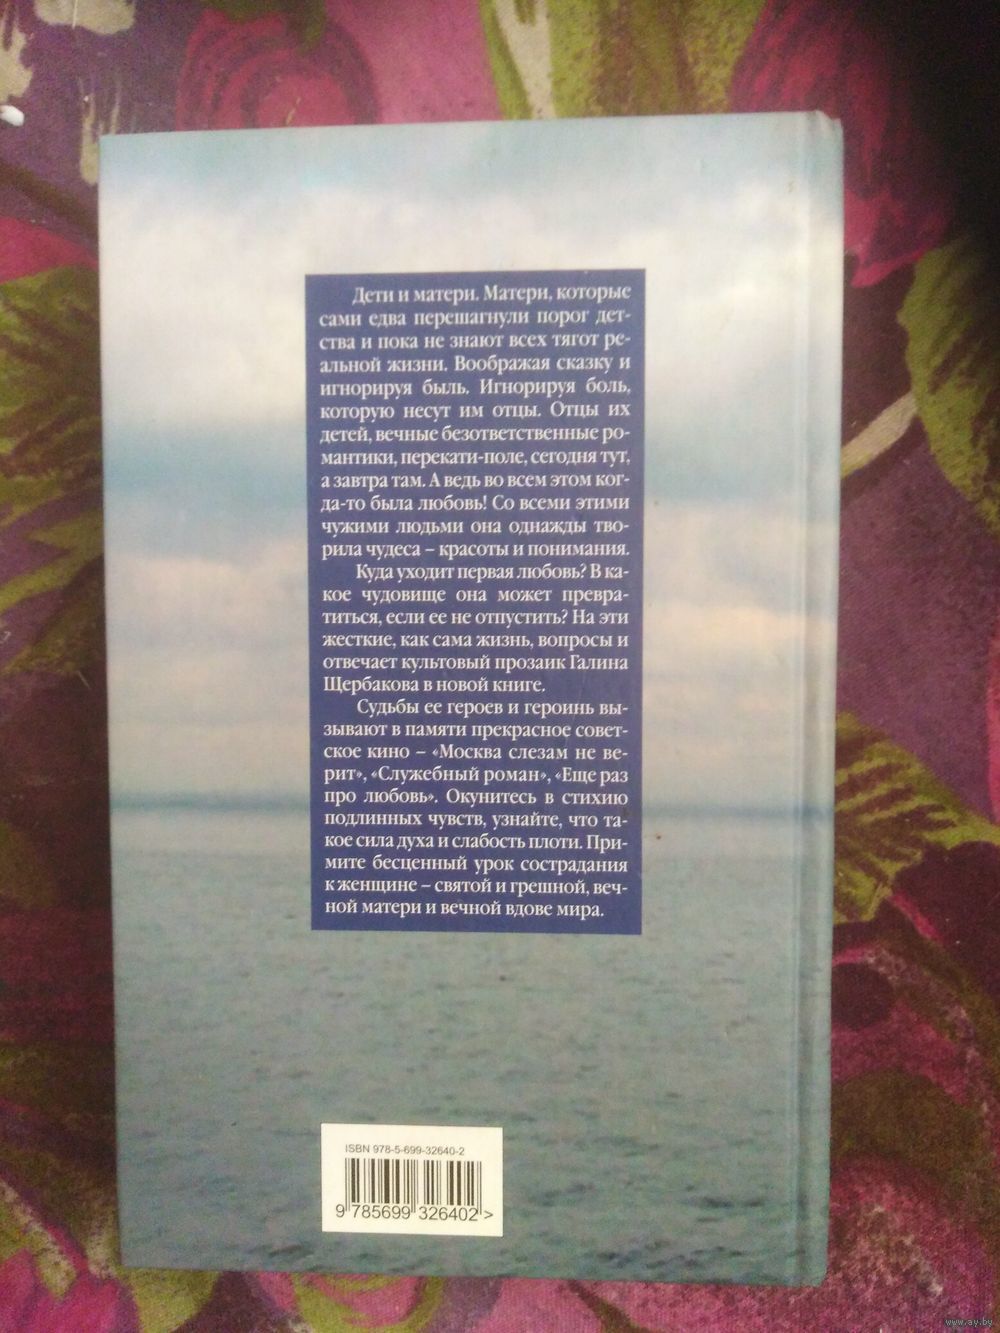 Дети и матери. Матери, которые
сами едва перешагнули порог дет-
ства и пока не знают всех тягот ре-
альной жизни. Воображая сказку и
игнорируя быль. Игнорируя боль,
которую несут им отцы. Отцы их
детей, вечные безответственные ро-
мантики, перекати-поле, сегодня тут,
а завтра там. А ведь во всем этом ког-
да-то была любовь! Со всеми этими
чужими людьми она однажды тво-
рила чудеса – красоты и понимания.
Куда уходит первая любовь? В ка-
кое чудовище она может превра-
титься, если ее не отпустить? На эти
жесткие, как сама жизнь, вопросы и
отвечает культовый прозаик Галина
Щербакова в новой книге.
Судьбы ее героев и героинь вы-
зывают в памяти прекрасное совет-
ское кино – «Москва слезам не ве-
рит», «Служебный роман», «Еще раз
про любовь». Окунитесь в стихию
подлинных чувств, узнайте, что та-
кое сила духа и слабость плоти. При-
мите бесценный урок сострадания
к женщине – святой и грешной, веч-
ной матери и вечной вдове мира.
ISBN 978-5-699-32640-2
9 785699 326402 >
www.ay.by